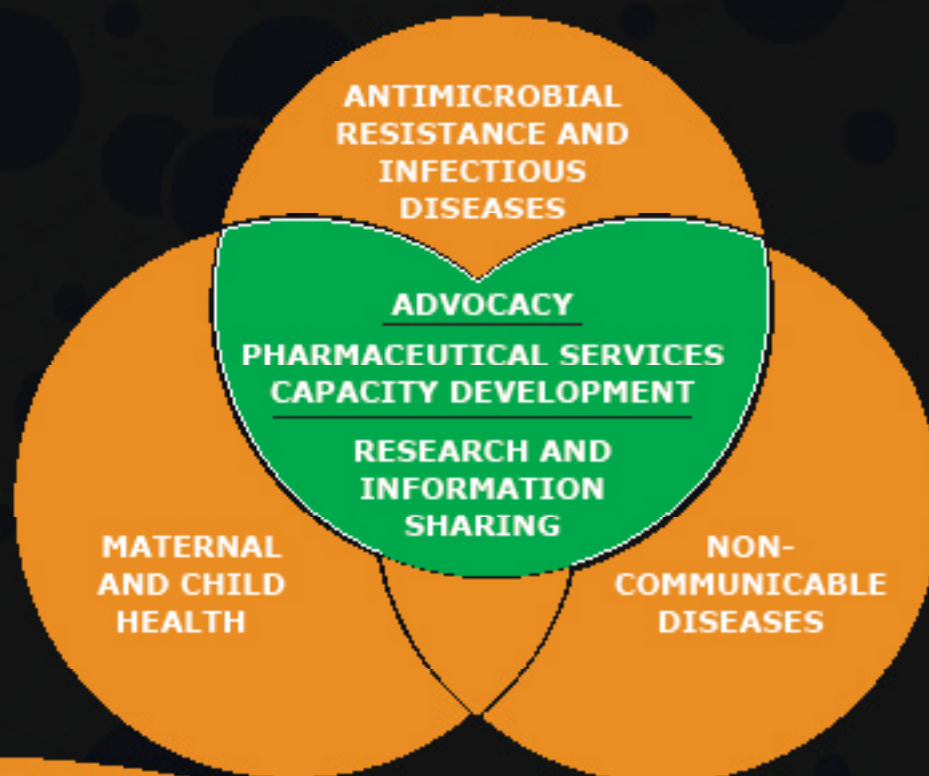 ANTIMICROBIAL
RESISTANCE AND
INFECTIOUS
DISEASES
ADVOCACY
PHARMACEUTICAL SERVICES
CAPACITY DEVELOPMENT
RESEARCH AND
INFORMATION
SHARING
MATERNAL
AND CHILD
HEALTH
NON-
COMMUNICABLE
DISEASES